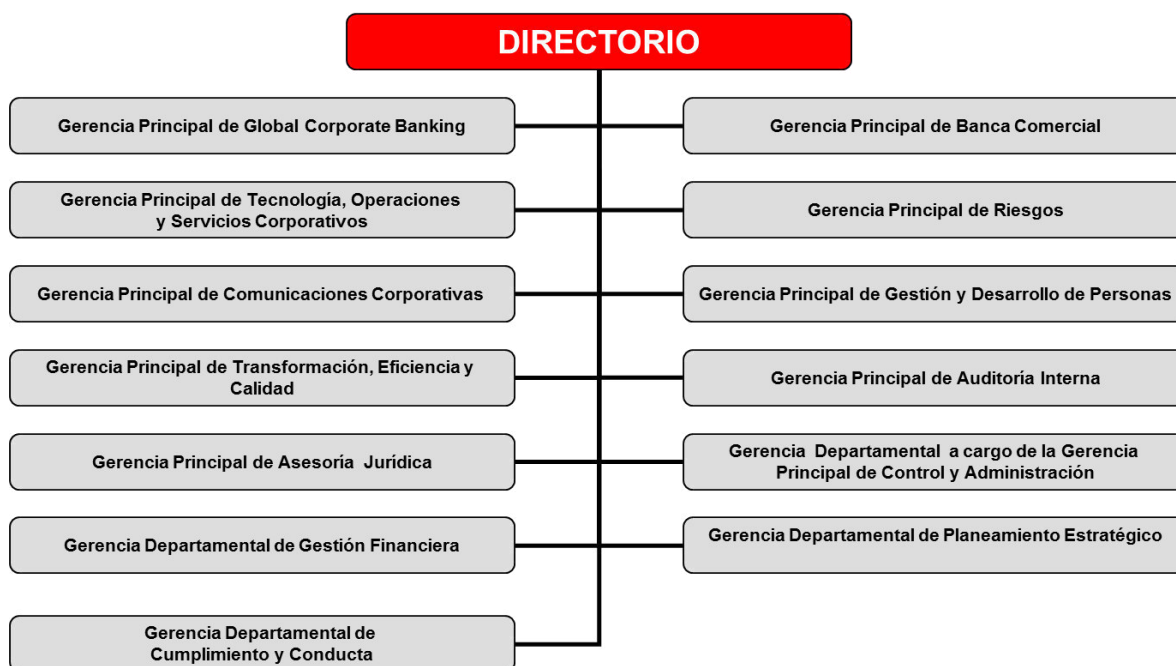 DIRECTORIO
Gerencia Principal de Global Corporate Banking
Gerencia Principal de Banca Comercial
Gerencia Principal de Tecnología, Operaciones
y Servicios Corporativos
Gerencia Principal de Riesgos
Gerencia Principal de Comunicaciones Corporativas
Gerencia Principal de Gestión y Desarrollo de Personas
Gerencia Principal de Transformación, Eficiencia y
Calidad
Gerencia Principal de Auditoría Interna
Gerencia Principal de Asesoría Jurídica
Gerencia Departamental a cargo de la Gerencia
Principal de Control y Administración
Gerencia Departamental de Gestión Financiera
Gerencia Departamental de Planeamiento Estratégico
Gerencia Departamental de
Cumplimiento y Conducta